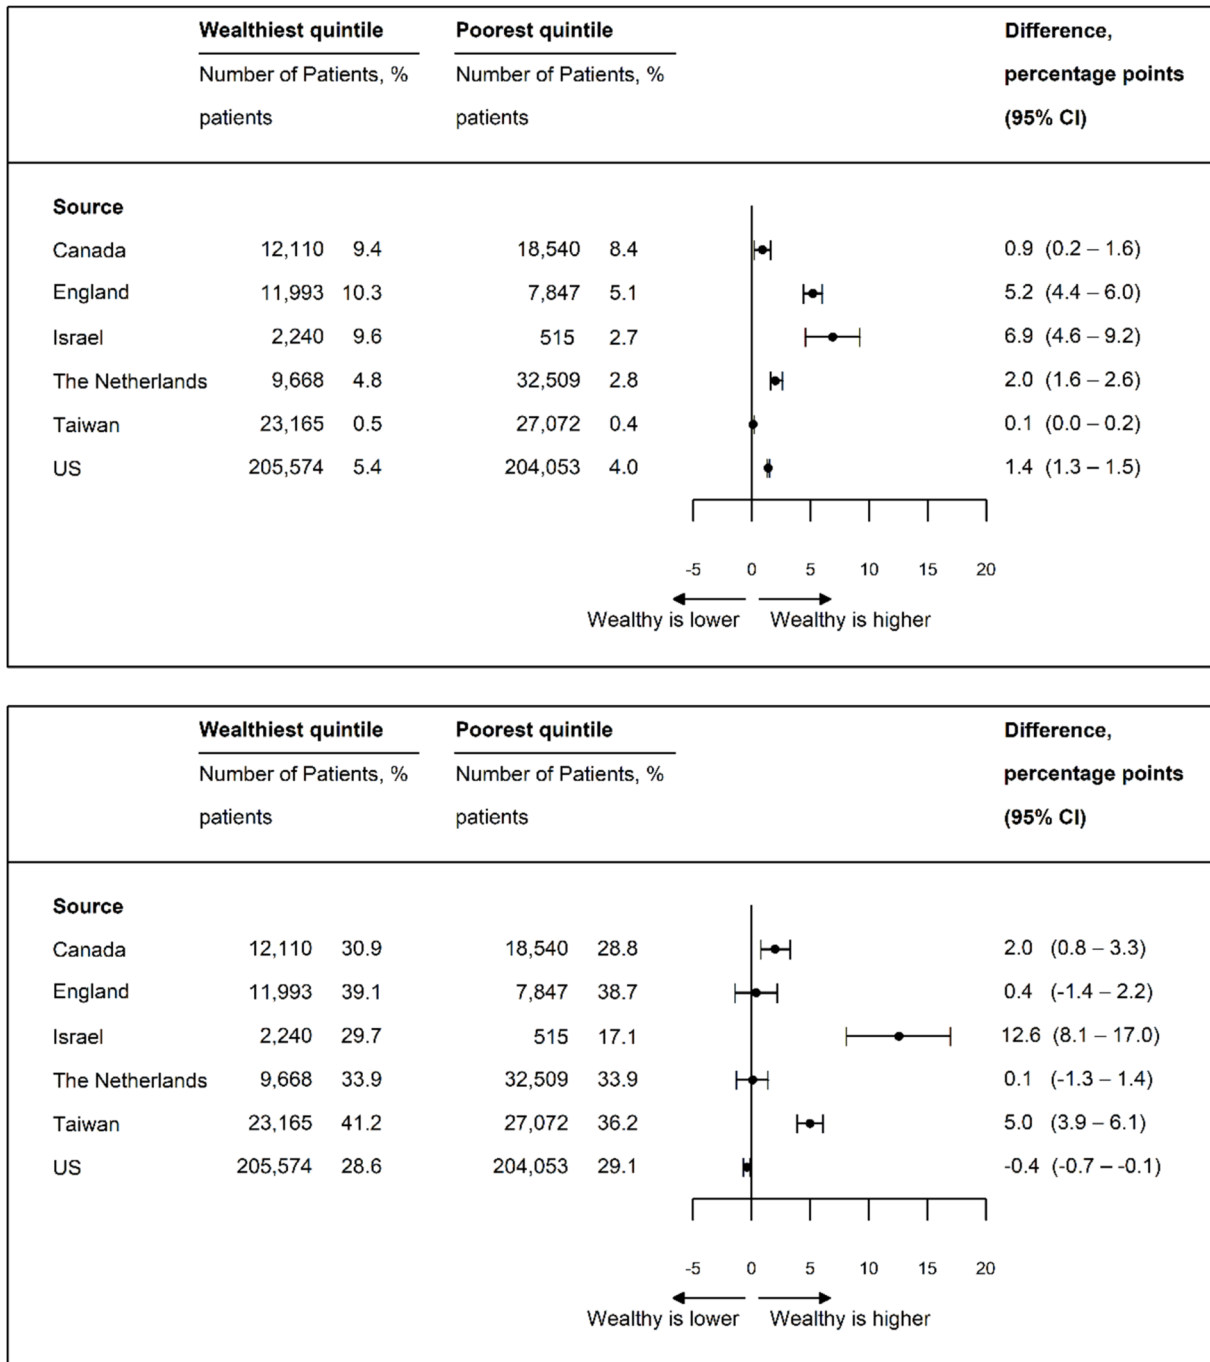 Wealthiest quintile Poorest quintile Difference,
Number of Patients, % Number of Patients, % percentage points
patients patients (95% CI)
Source
Canada 12,110 9.4 18,540 8.4 0.9 (0.2 – 1.6)
England 11,993 10.3 7,847 5.1 5.2 (4.4 – 6.0)
Israel 2,240 9.6 515 2.7 6.9 (4.6 – 9.2)
The Netherlands 9,668 4.8 32,509 2.8 2.0 (1.6 – 2.6)
Taiwan 23,165 0.5 27,072 0.4 0.1 (0.0 – 0.2)
US 205,574 5.4 204,053 4.0 1.4 (1.3 – 1.5)
-5 0 5 10 15 20
Wealthy is lower Wealthy is higher
Wealthiest quintile Poorest quintile Difference,
Number of Patients, % Number of Patients, % percentage points
patients patients (95% CI)
Source
Canada 12,110 30.9 18,540 28.8 2.0 (0.8 – 3.3)
England 11,993 39.1 7,847 38.7 0.4 (-1.4 – 2.2)
Israel 2,240 29.7 515 17.1 12.6 (8.1 – 17.0)
The Netherlands 9,668 33.9 32,509 33.9 0.1 (-1.3 – 1.4)
Taiwan 23,165 41.2 27,072 36.2 5.0 (3.9 – 6.1)
US 205,574 28.6 204,053 29.1 -0.4 (-0.7 – -0.1)
-5 0 5 10 15 20
Wealthy is lower Wealthy is higher